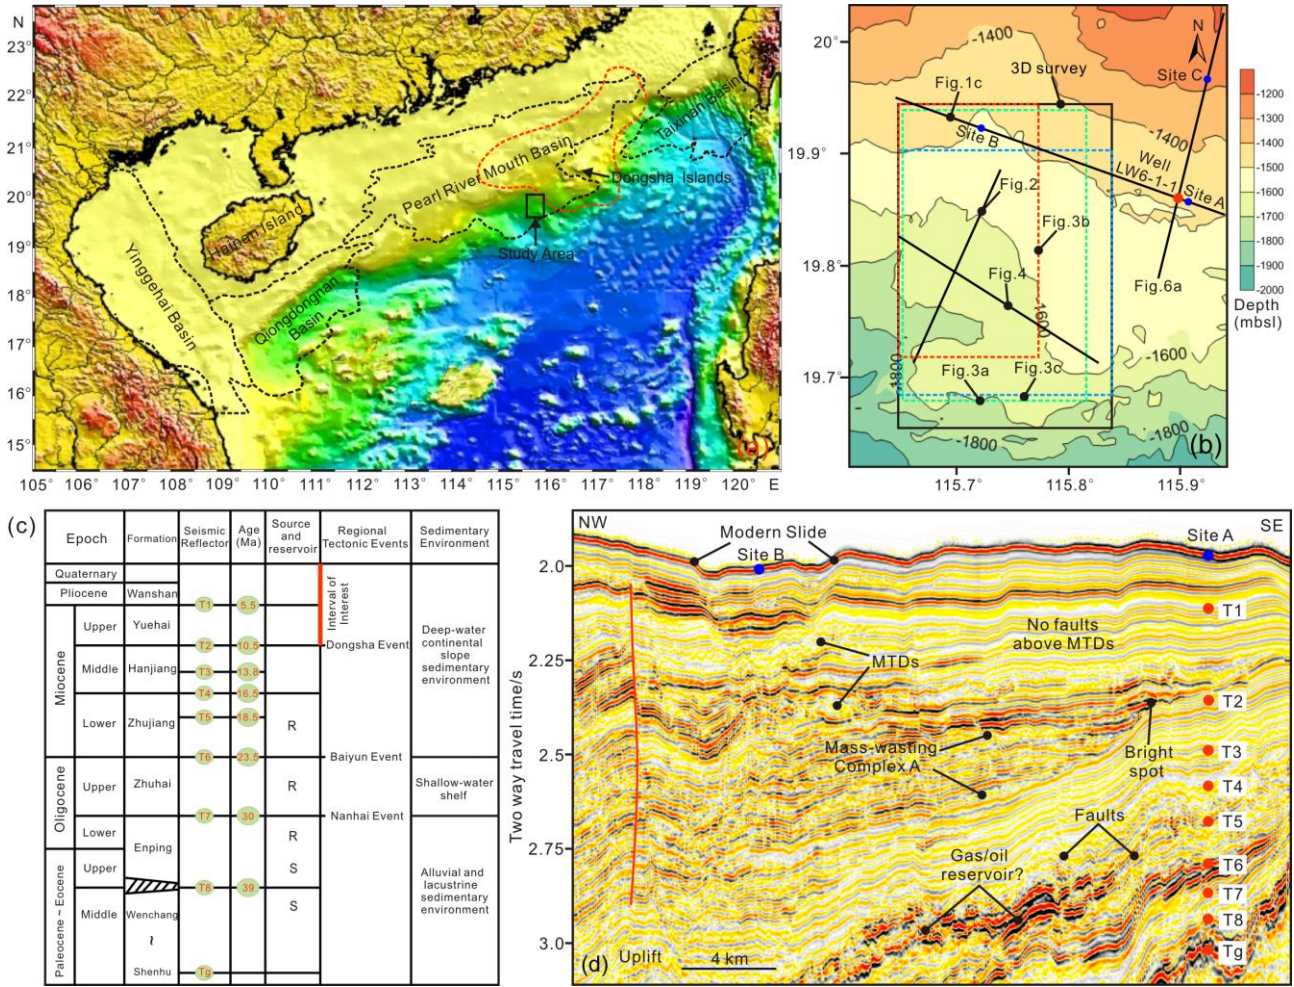 N
23°
22°
21°
20°
19°
18°
17°
16°
15°
105°
106°
107°
108°
109°
110°
111°
112°
113°
114°
115°
116°
117°
118°
119°
120°
E
Taixinan Basin
Pearl River Mouth Basin
Dongsha Islands
Hainan Island
Study Area
Yinggehai Basin
Qiongdongnan
Basin
(a)
20°
19.9°
19.8°
19.7°
115.7°
115.8°
115.9°
-1400
N
3D survey
Site C
Fig.1c
-1400
Site B
Well
LW6-1-1
Site A
Fig.2
Fig.3b
Fig.4
Fig.6a
-1600
-1600
-1800
Fig.3a
Fig.3c
-1800
-1800
(b)
-1200
-1300
-1400
-1500
-1600
-1700
-1800
-1900
-2000
Depth
(mbsl)
(c)
Epoch
Formation
Seismic
Reflector
Age
(Ma)
Source
and
reservoir
Regional
Tectonic Events
Sedimentary
Environment
Quaternary
Pliocene
Wanshan
T1
5.5
Interval of
Interest
Miocene
Upper
Yuehai
T2
10.5
Dongsha Event
Deep-water
continental
slope
sedimentary
environment
Middle
Hanjiang
T3
13.8
T4
16.5
Lower
Zhujiang
T5
18.5
R
T6
23.5
Baiyun Event
Oligocene
Upper
Zhuhai
R
Shallow-water
shelf
T7
30
Nanhai Event
Lower
Enping
R
Paleocene ~ Eocene
Upper
S
T8
39
Alluvial and
lacustrine
sedimentary
environment
Middle
Wenchang
S
~
Shenhu
Tg
NW
SE
Modern Slide
Site B
Site A
2.0
2.25
2.5
2.75
3.0
Two way travel time/s
T1
No faults
above MTDs
MTDs
T2
Mass-wasting
Complex A
Bright
spot
T3
T4
T5
Faults
Gas/oil
reservoir?
T6
T7
T8
Tg
Uplift
(d)
4 km